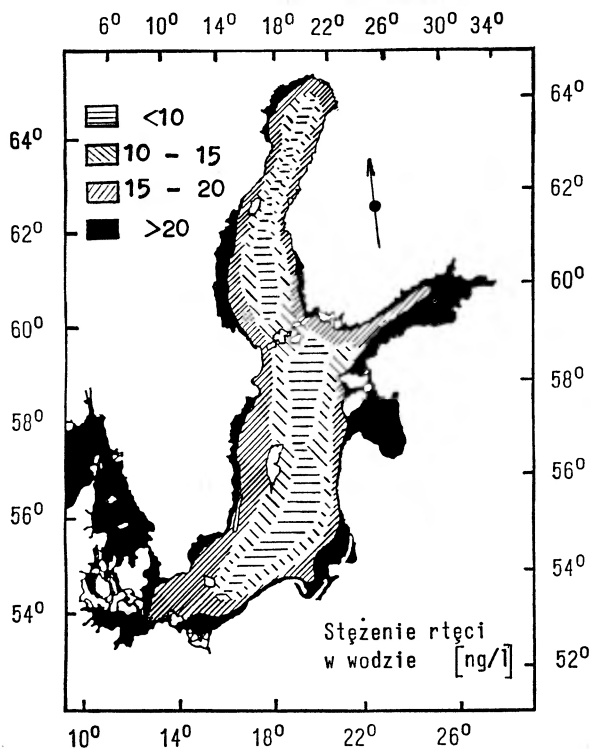 6⁰ 10⁰ 14⁰ 18⁰ 22⁰ 26⁰ 30⁰ 34⁰
<10
10 - 15
15 - 20
>20
64⁰
62⁰
60⁰
58⁰
56⁰
54⁰
64⁰
62⁰
60⁰
58⁰
56⁰
54⁰
52⁰
Stężenie rtęci
w wodzie [ng/l]
10⁰ 14⁰ 18⁰ 22⁰ 26⁰